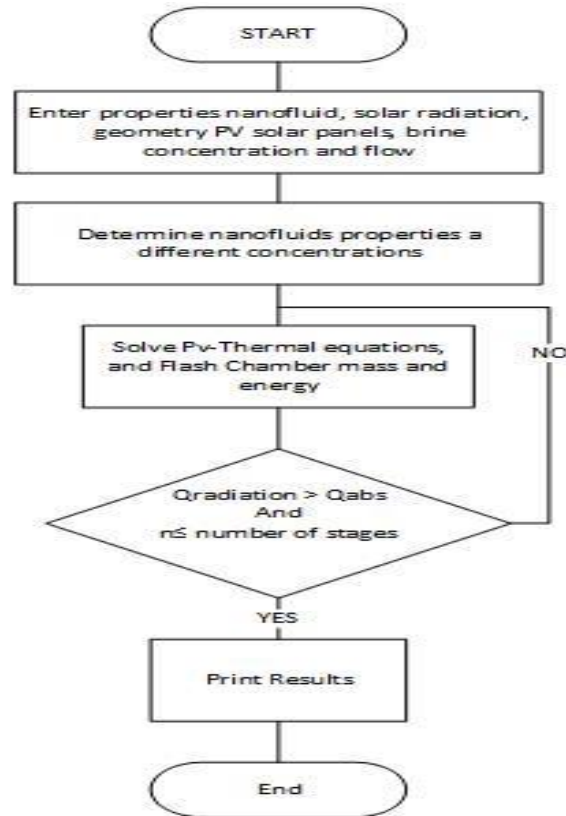 START
Enter properties nanofluid, solar radiation,
geometry PV solar panels, brine
concentration and flow
Determine nanofluids properties a
different concentrations
Solve Pv-Thermal equations,
and Flash Chamber mass and
energy
NO
Qradiation > Qabs
And
n≤ number of stages
YES
Print Results
End